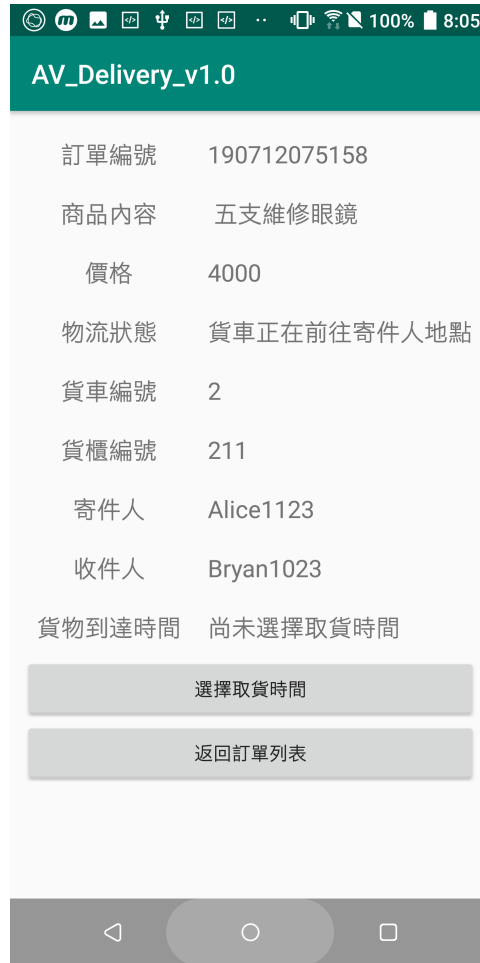 100% 8:05
AV_Delivery_v1.0
訂單編號 190712075158
商品內容 五支維修眼鏡
價格 4000
物流狀態 貨車正在前往寄件人地點
貨車編號 2
貨櫃編號 211
寄件人 Alice1123
收件人 Bryan1023
貨物到達時間 尚未選擇取貨時間
選擇取貨時間
返回訂單列表